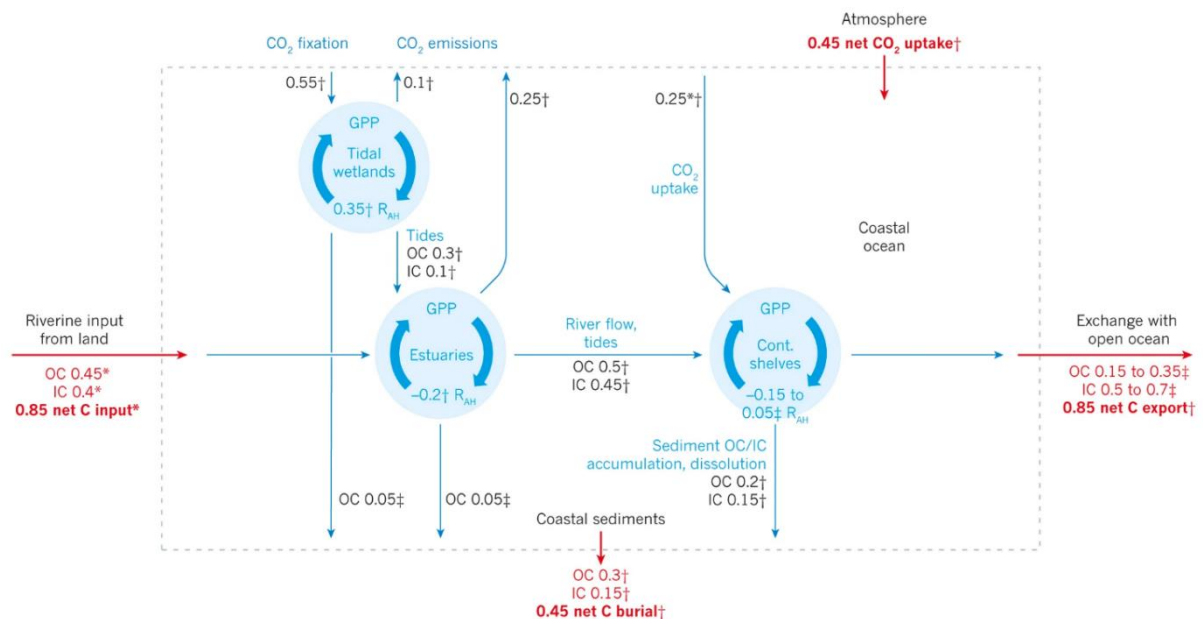 Atmosphere
0.45 net CO₂ uptake†
CO₂ fixation
CO₂ emissions
0.55†
0.1†
0.25†
0.25*†
GPP
Tidal
wetlands
0.35† R_AH
CO₂
uptake
Coastal
ocean
Tides
OC 0.3†
IC 0.1†
Riverine input
from land
OC 0.45*
IC 0.4*
0.85 net C input*
GPP
Estuaries
–0.2† R_AH
River flow,
tides
OC 0.5†
IC 0.45†
GPP
Cont.
shelves
–0.15 to
0.05‡ R_AH
Exchange with
open ocean
OC 0.15 to 0.35‡
IC 0.5 to 0.7‡
0.85 net C export†
Sediment OC/IC
accumulation, dissolution
OC 0.2†
IC 0.15†
OC 0.05‡
OC 0.05‡
Coastal sediments
OC 0.3†
IC 0.15†
0.45 net C burial†